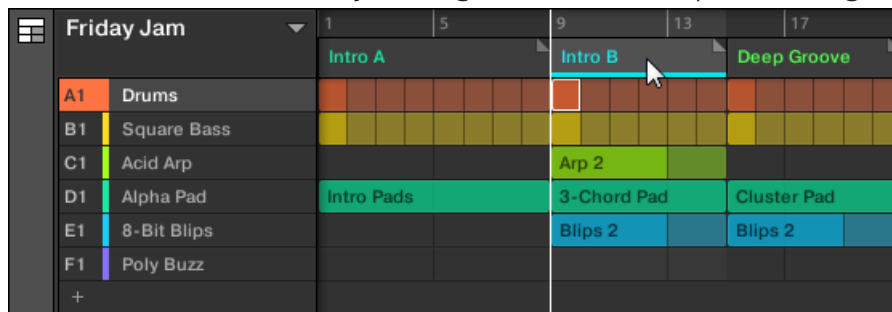 Friday Jam 1 5 9 13 17
Intro A Intro B Deep Groove
A1 Drums
B1 Square Bass
C1 Acid Arp Arp 2
D1 Alpha Pad Intro Pads 3-Chord Pad Cluster Pad
E1 8-Bit Blips Blips 2 Blips 2
F1 Poly Buzz
+